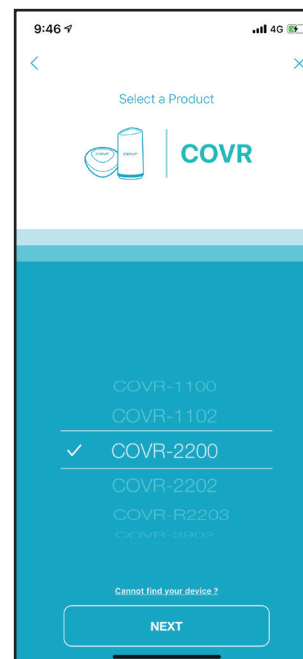 9:46
4G
Select a Product
COVR
COVR-1100
COVR-1102
COVR-2200
COVR-2202
COVR-R2203
COVR-3902
Cannot find your device ?
NEXT